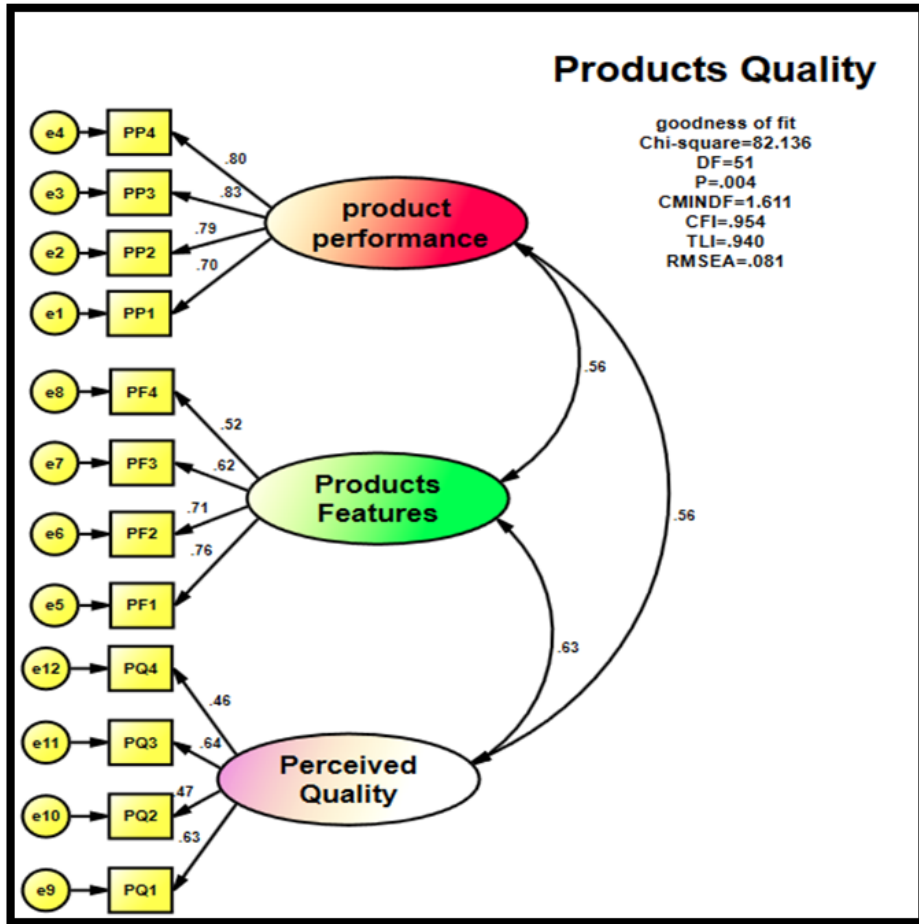 Products Quality
goodness of fit
Chi-square=82.136
DF=51
P=.004
CMINDF=1.611
CFI=.954
TLI=.940
RMSEA=.081
e4
PP4
.80
e3
PP3
.83
e2
PP2
.79
e1
PP1
.70
product
performance
e8
PF4
.52
e7
PF3
.62
e6
PF2
.71
e5
PF1
.76
Products
Features
e12
PQ4
.46
e11
PQ3
.64
e10
PQ2
.47
e9
PQ1
.63
Perceived
Quality
.56
.56
.63